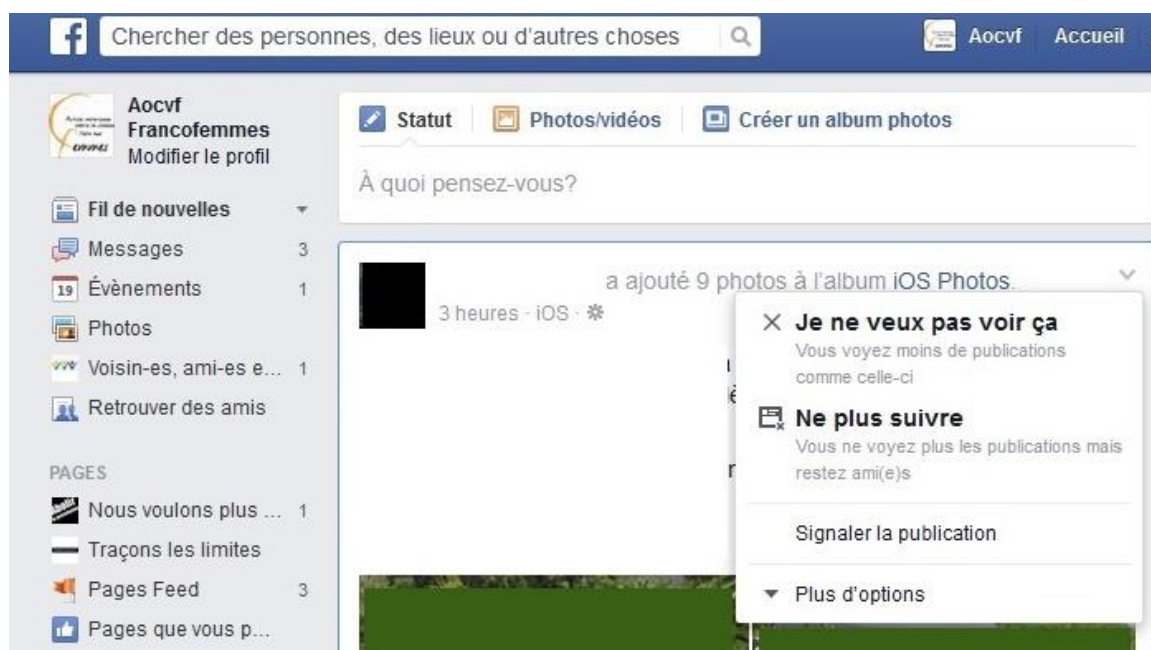 f
Chercher des personnes, des lieux ou d'autres choses
Aocvf Accueil
Aocvf
Francofemmes
Modifier le profil
Statut Photos/vidéos Créer un album photos
À quoi pensez-vous?
Fil de nouvelles
Messages 3
19 Évènements 1
Photos
Voisin-es, ami-es e... 1
Retrouver des amis
PAGES
Nous voulons plus ... 1
Traçons les limites
Pages Feed 3
Pages que vous p...
a ajouté 9 photos à l'album iOS Photos.
3 heures · iOS ·
Je ne veux pas voir ça
Vous voyez moins de publications
comme celle-ci
Ne plus suivre
Vous ne voyez plus les publications mais
restez ami(e)s
Signaler la publication
Plus d'options